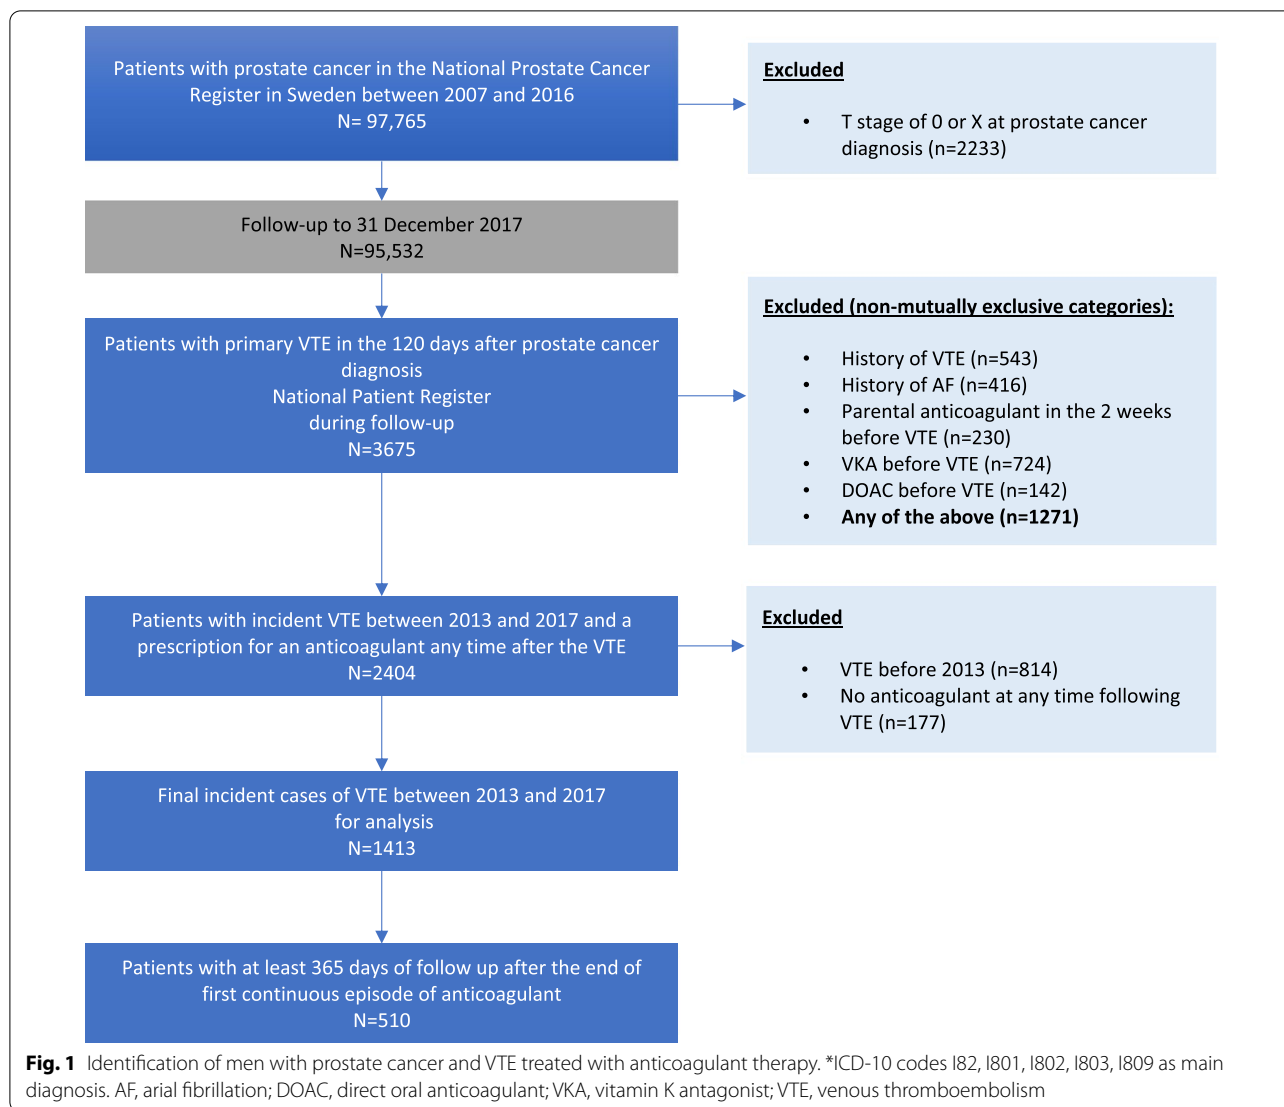 Patients with prostate cancer in the National Prostate Cancer
Register in Sweden between 2007 and 2016
N= 97,765
Excluded
• T stage of 0 or X at prostate cancer
diagnosis (n=2233)
Follow-up to 31 December 2017
N=95,532
Patients with primary VTE in the 120 days after prostate cancer
diagnosis
National Patient Register
during follow-up
N=3675
Excluded (non-mutually exclusive categories):
• History of VTE (n=543)
• History of AF (n=416)
• Parental anticoagulant in the 2 weeks
before VTE (n=230)
• VKA before VTE (n=724)
• DOAC before VTE (n=142)
• Any of the above (n=1271)
Patients with incident VTE between 2013 and 2017 and a
prescription for an anticoagulant any time after the VTE
N=2404
Excluded
• VTE before 2013 (n=814)
• No anticoagulant at any time following
VTE (n=177)
Final incident cases of VTE between 2013 and 2017
for analysis
N=1413
Patients with at least 365 days of follow up after the end of
first continuous episode of anticoagulant
N=510
Fig. 1 Identification of men with prostate cancer and VTE treated with anticoagulant therapy. *ICD-10 codes I82, I801, I802, I803, I809 as main
diagnosis. AF, arial fibrillation; DOAC, direct oral anticoagulant; VKA, vitamin K antagonist; VTE, venous thromboembolism